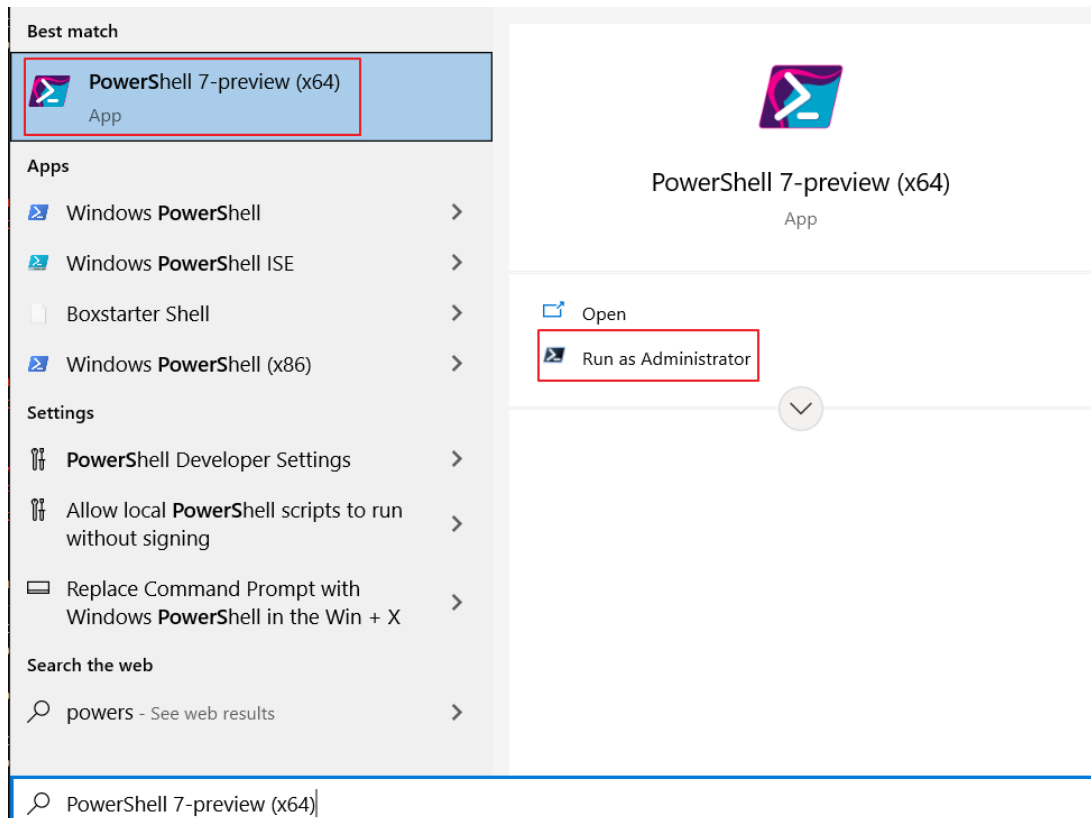 Best match
PowerShell 7-preview (x64)
App
Apps
Windows PowerShell
Windows PowerShell ISE
Boxstarter Shell
Windows PowerShell (x86)
Settings
PowerShell Developer Settings
Allow local PowerShell scripts to run
without signing
Replace Command Prompt with
Windows PowerShell in the Win + X
Search the web
powers - See web results
PowerShell 7-preview (x64)
PowerShell 7-preview (x64)
App
Open
Run as Administrator